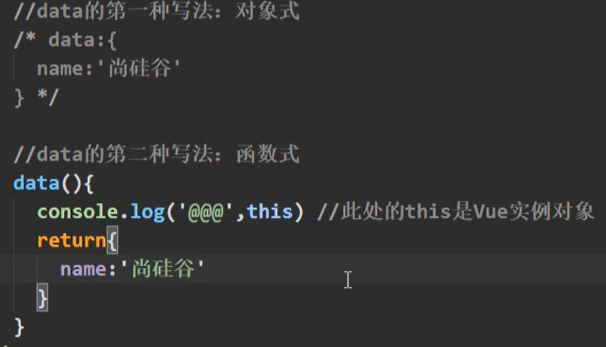 //data的第一种写法：对象式
/* data:{
name:'尚硅谷'
} */
//data的第二种写法：函数式
data(){
console.log('@@@',this) //此处的this是Vue实例对象
return{
name:'尚硅谷'
}
}